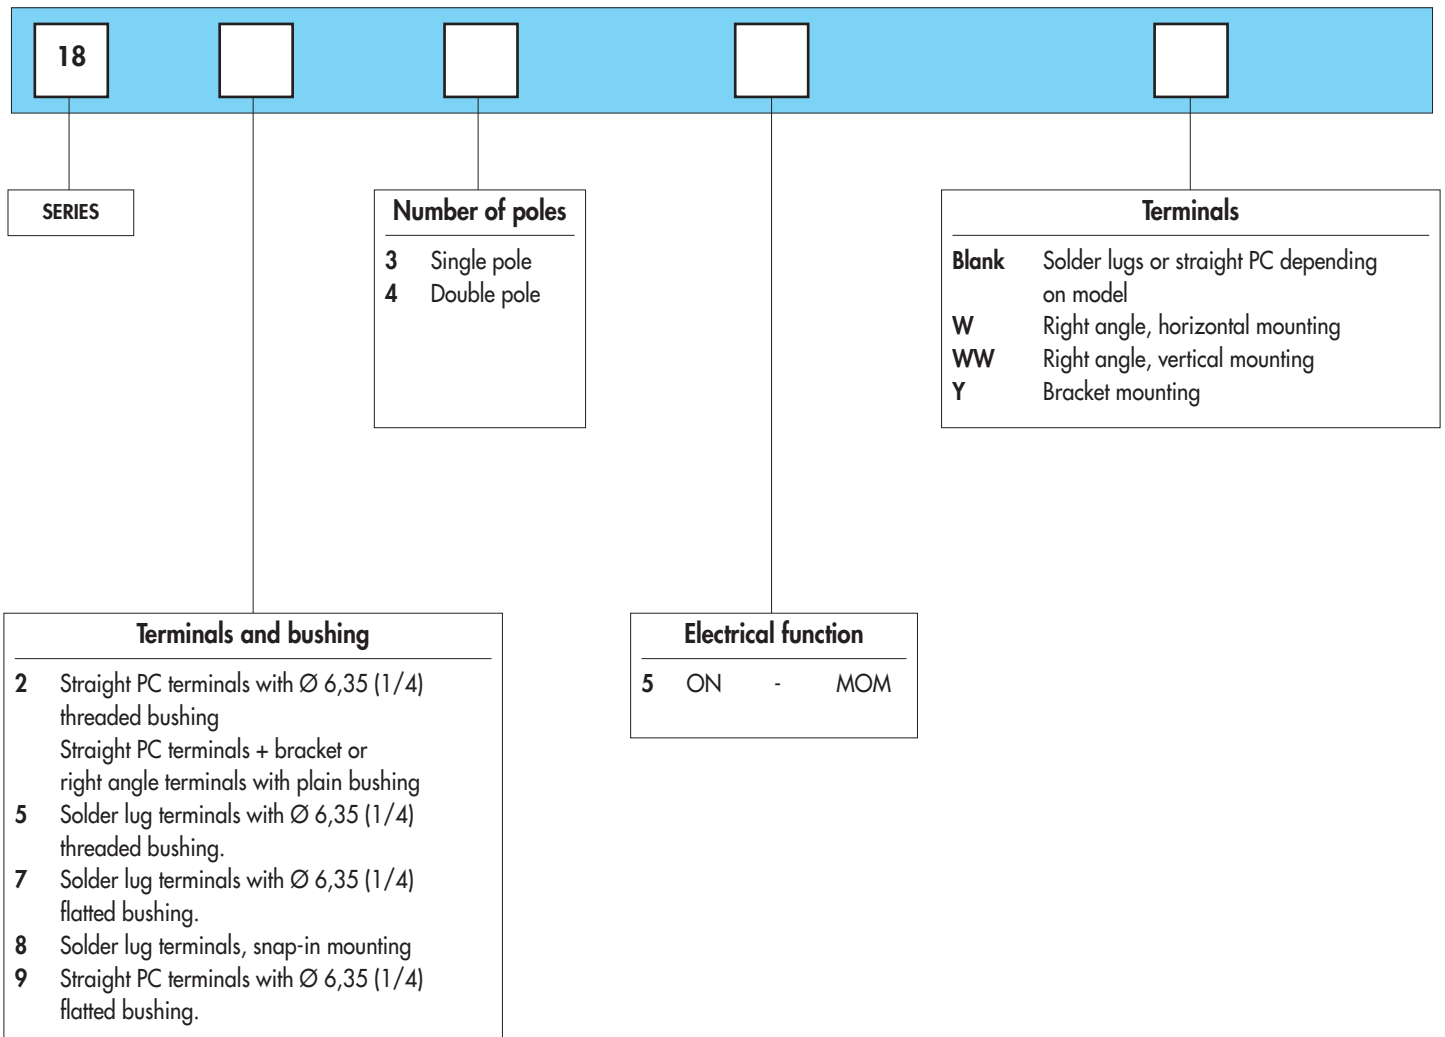 18
SERIES
Number of poles
3 Single pole
4 Double pole
Terminals
Blank Solder lugs or straight PC depending
on model
W Right angle, horizontal mounting
WW Right angle, vertical mounting
Y Bracket mounting
Terminals and bushing
2 Straight PC terminals with Ø 6,35 (1/4)
threaded bushing
Straight PC terminals + bracket or
right angle terminals with plain bushing
5 Solder lug terminals with Ø 6,35 (1/4)
threaded bushing.
7 Solder lug terminals with Ø 6,35 (1/4)
flatted bushing.
8 Solder lug terminals, snap-in mounting
9 Straight PC terminals with Ø 6,35 (1/4)
flatted bushing.
Electrical function
5 ON - MOM